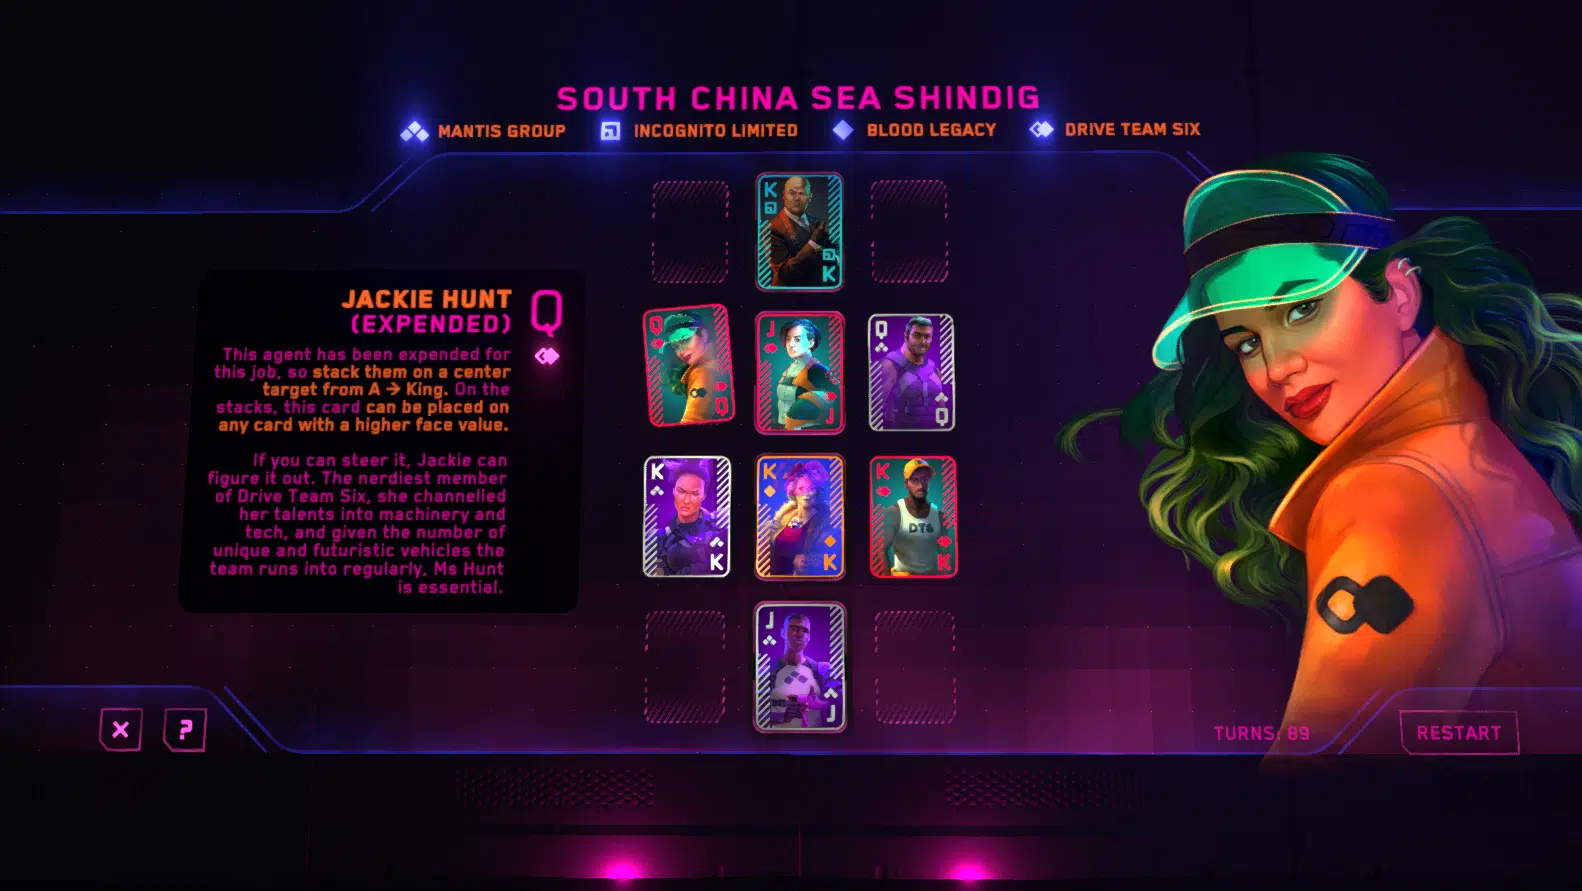 SOUTH CHINA SEA SHINDIG
MANTIS GROUP
INCOGNITO LIMITED
BLOOD LEGACY
DRIVE TEAM SIX
K
K
JACKIE HUNT
(EXPENDED)
Q
This agent has been expended for
this job, so stack them on a center
target from A → King. On the
stacks, this card can be placed on
any card with a higher face value.
If you can steer it, Jackie can
figure it out. The nerdiest member
of Drive Team Six, she channelled
her talents into machinery and
tech, and given the number of
unique and futuristic vehicles the
team runs into regularly, Ms Hunt
is essential.
Q
Q
J
J
Q
Q
K
K
K
K
K
DT6
K
J
J
X
?
TURNS: 89
RESTART